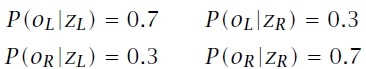 P(o_L|z_L) = 0.7 P(o_L|z_R) = 0.3
P(o_R|z_L) = 0.3 P(o_R|z_R) = 0.7